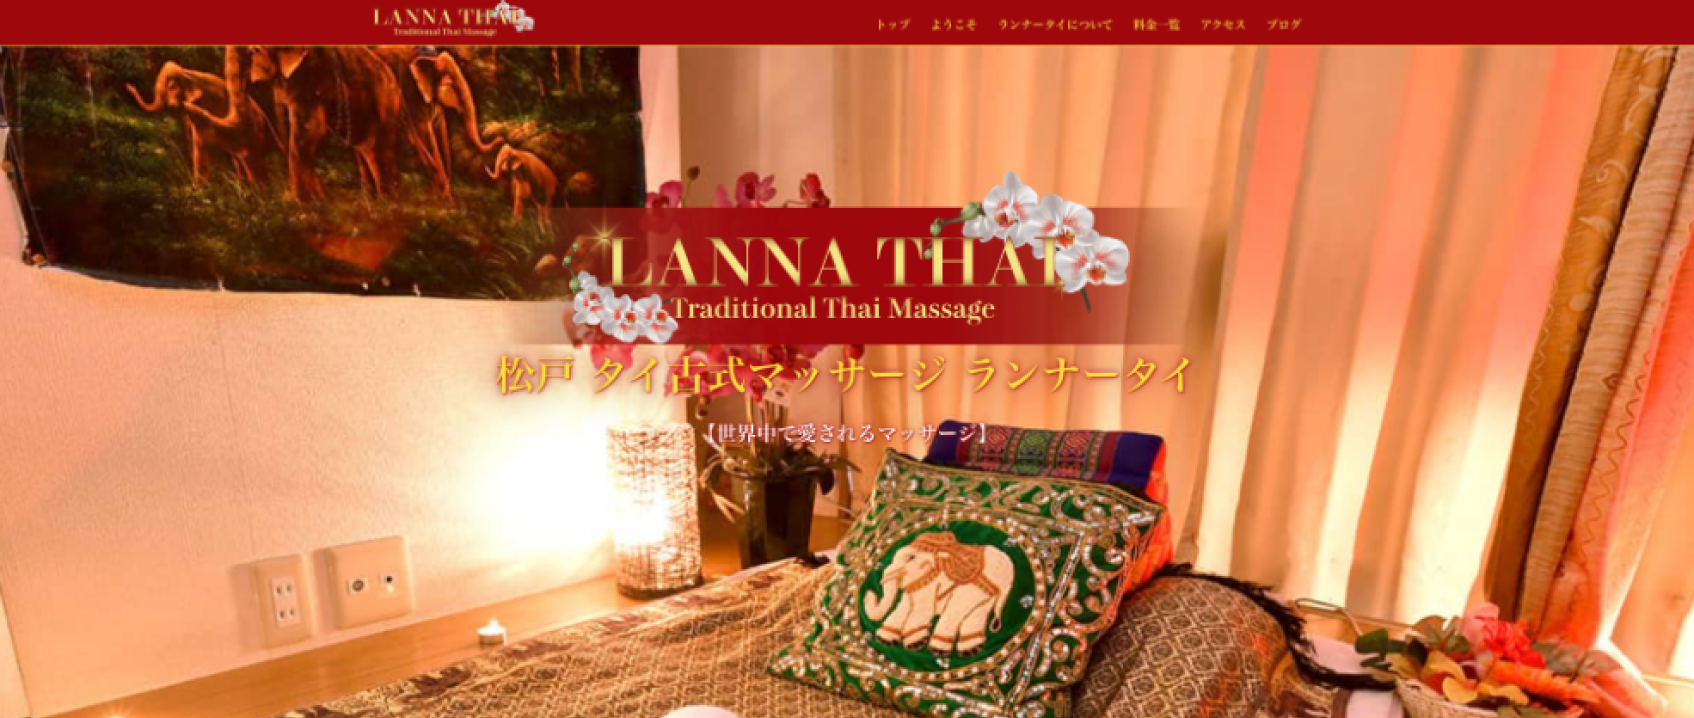 LANNA THAI
Traditional Thai Massage
トップ ようこそ ランナータイについて 料金一覧 アクセス ブログ
LANNA THAI
Traditional Thai Massage
松戸 タイ古式マッサージ ランナータイ
【世界中で愛されるマッサージ】